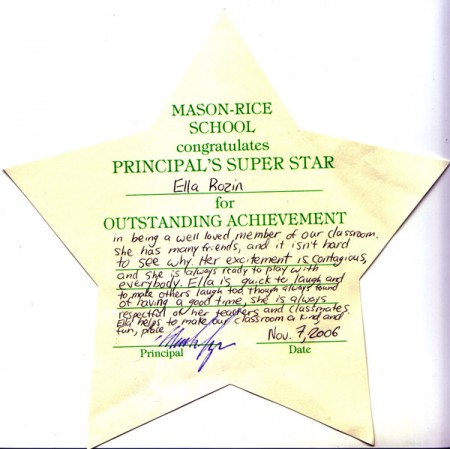 MASON-RICE
SCHOOL
congratulates
PRINCIPAL'S SUPER STAR
Ella Rozin
for
OUTSTANDING ACHIEVEMENT
in being a well loved member of our classroom.
She has many friends, and it isn't hard
to see why. Her excitement is contagious,
and she is always ready to play with
everybody. Ella is quick to laugh and
to make others laugh too. Though always found
of having a good time, she is always
respectful of her teachers and classmates.
Ella helps to make our classroom a kind and
fun, place.
Nov. 7, 2006
Principal Date